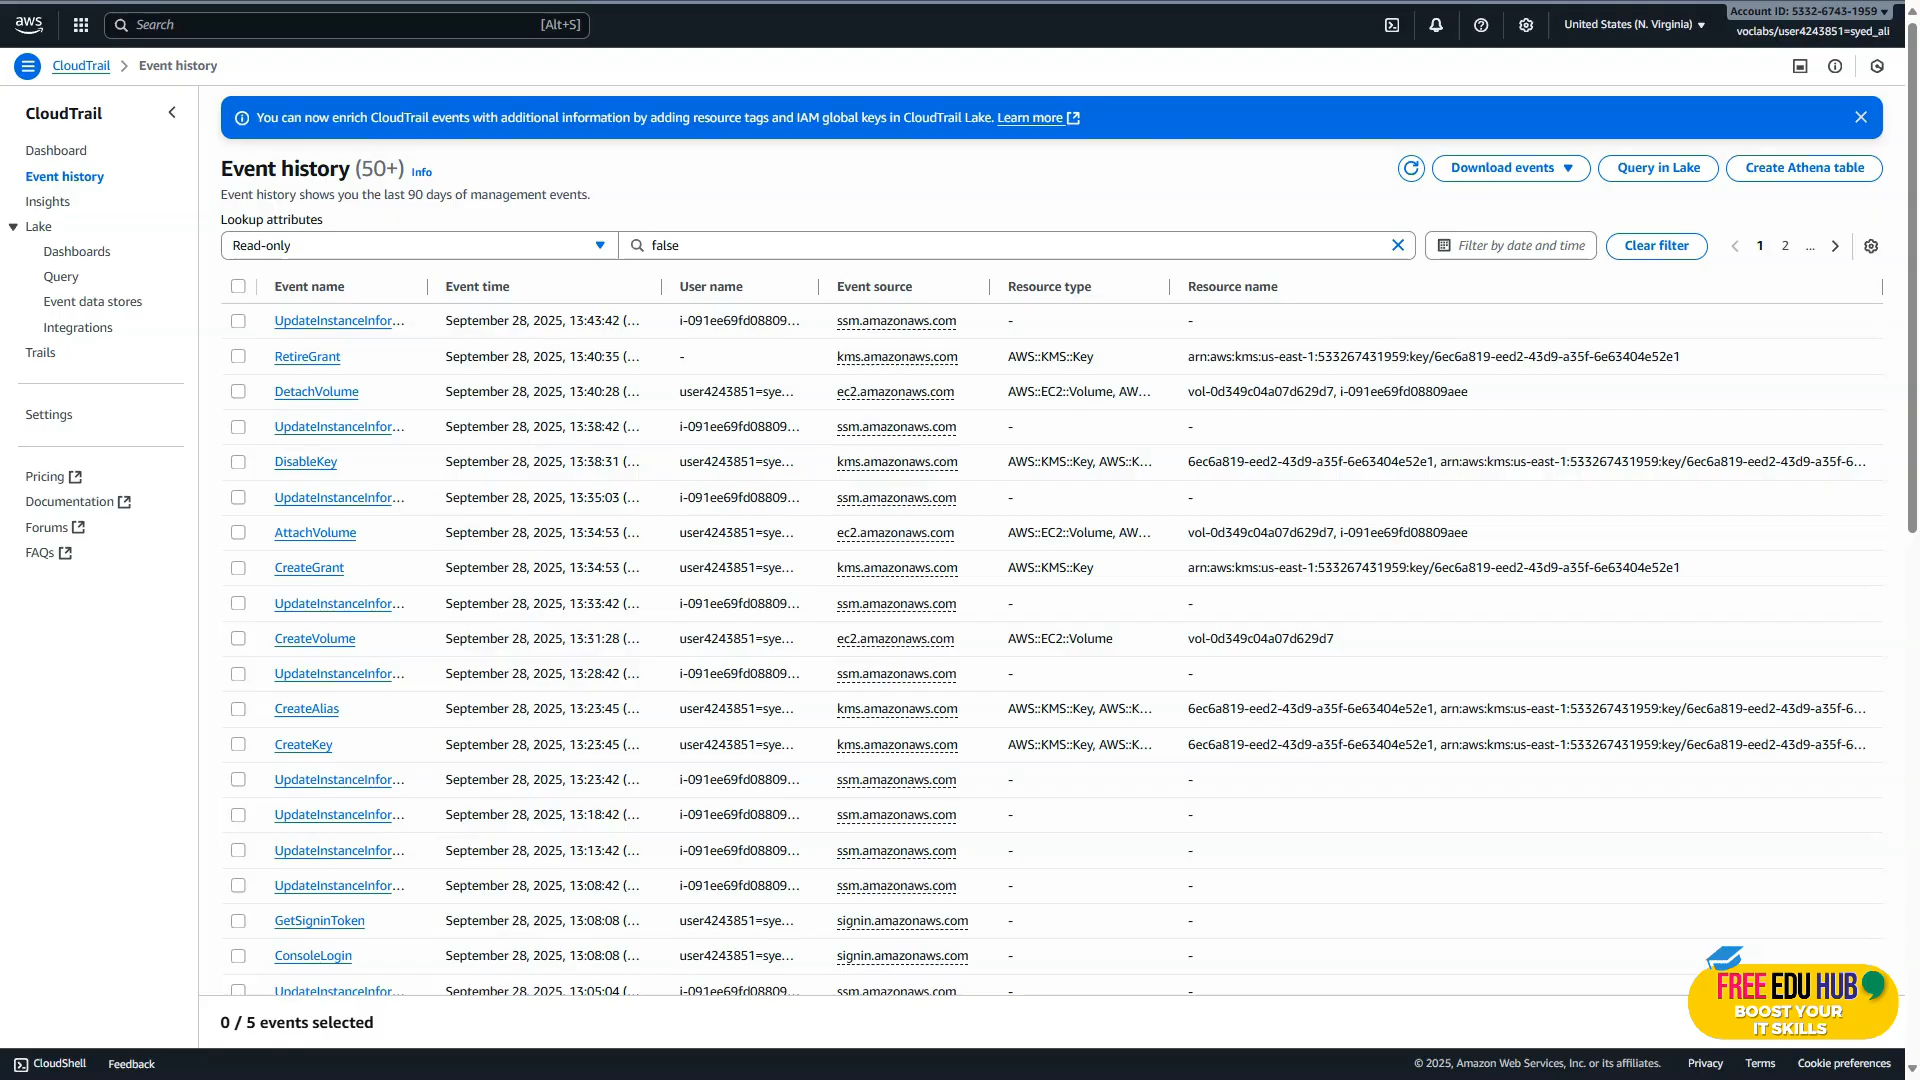 aws
Search [Alt+S]
United States (N. Virginia)
Account ID: 5332-6743-1959
voclabs/user4243851=syed_ali
CloudTrail Event history
CloudTrail
Dashboard
Event history
Insights
Lake
Dashboards
Query
Event data stores
Integrations
Trails
Settings
Pricing
Documentation
Forums
FAQs
You can now enrich CloudTrail events with additional information by adding resource tags and IAM global keys in CloudTrail Lake. Learn more
Event history (50+) Info
Download events Query in Lake Create Athena table
Event history shows you the last 90 days of management events.
Lookup attributes
Read-only false Filter by date and time Clear filter 1 2 ...
Event name Event time User name Event source Resource type Resource name
UpdateInstanceInfor... September 28, 2025, 13:43:42 (... i-091ee69fd08809... ssm.amazonaws.com - -
RetireGrant September 28, 2025, 13:40:35 (... - kms.amazonaws.com AWS::KMS::Key arn:aws:kms:us-east-1:533267431959:key/6ec6a819-eed2-43d9-a35f-6e63404e52e1
DetachVolume September 28, 2025, 13:40:28 (... user4243851=sye... ec2.amazonaws.com AWS::EC2::Volume, AW... vol-0d349c04a07d629d7, i-091ee69fd08809aee
UpdateInstanceInfor... September 28, 2025, 13:38:42 (... i-091ee69fd08809... ssm.amazonaws.com - -
DisableKey September 28, 2025, 13:38:31 (... user4243851=sye... kms.amazonaws.com AWS::KMS::Key, AWS::K... 6ec6a819-eed2-43d9-a35f-6e63404e52e1, arn:aws:kms:us-east-1:533267431959:key/6ec6a819-eed2-43d9-a35f-6...
UpdateInstanceInfor... September 28, 2025, 13:35:03 (... i-091ee69fd08809... ssm.amazonaws.com - -
AttachVolume September 28, 2025, 13:34:53 (... user4243851=sye... ec2.amazonaws.com AWS::EC2::Volume, AW... vol-0d349c04a07d629d7, i-091ee69fd08809aee
CreateGrant September 28, 2025, 13:34:53 (... user4243851=sye... kms.amazonaws.com AWS::KMS::Key arn:aws:kms:us-east-1:533267431959:key/6ec6a819-eed2-43d9-a35f-6e63404e52e1
UpdateInstanceInfor... September 28, 2025, 13:33:42 (... i-091ee69fd08809... ssm.amazonaws.com - -
CreateVolume September 28, 2025, 13:31:28 (... user4243851=sye... ec2.amazonaws.com AWS::EC2::Volume vol-0d349c04a07d629d7
UpdateInstanceInfor... September 28, 2025, 13:28:42 (... i-091ee69fd08809... ssm.amazonaws.com - -
CreateAlias September 28, 2025, 13:23:45 (... user4243851=sye... kms.amazonaws.com AWS::KMS::Key, AWS::K... 6ec6a819-eed2-43d9-a35f-6e63404e52e1, arn:aws:kms:us-east-1:533267431959:key/6ec6a819-eed2-43d9-a35f-6...
CreateKey September 28, 2025, 13:23:45 (... user4243851=sye... kms.amazonaws.com AWS::KMS::Key, AWS::K... 6ec6a819-eed2-43d9-a35f-6e63404e52e1, arn:aws:kms:us-east-1:533267431959:key/6ec6a819-eed2-43d9-a35f-6...
UpdateInstanceInfor... September 28, 2025, 13:23:42 (... i-091ee69fd08809... ssm.amazonaws.com - -
UpdateInstanceInfor... September 28, 2025, 13:18:42 (... i-091ee69fd08809... ssm.amazonaws.com - -
UpdateInstanceInfor... September 28, 2025, 13:13:42 (... i-091ee69fd08809... ssm.amazonaws.com - -
UpdateInstanceInfor... September 28, 2025, 13:08:42 (... i-091ee69fd08809... ssm.amazonaws.com - -
GetSigninToken September 28, 2025, 13:08:08 (... user4243851=sye... signin.amazonaws.com - -
ConsoleLogin September 28, 2025, 13:08:08 (... user4243851=sye... signin.amazonaws.com - -
UpdateInstanceInfor... September 28, 2025, 13:05:04 (... i-091ee69fd08809... ssm.amazonaws.com - -
0 / 5 events selected
FREE EDU HUB
BOOST YOUR
IT SKILLS
CloudShell Feedback © 2025, Amazon Web Services, Inc. or its affiliates. Privacy Terms Cookie preferences